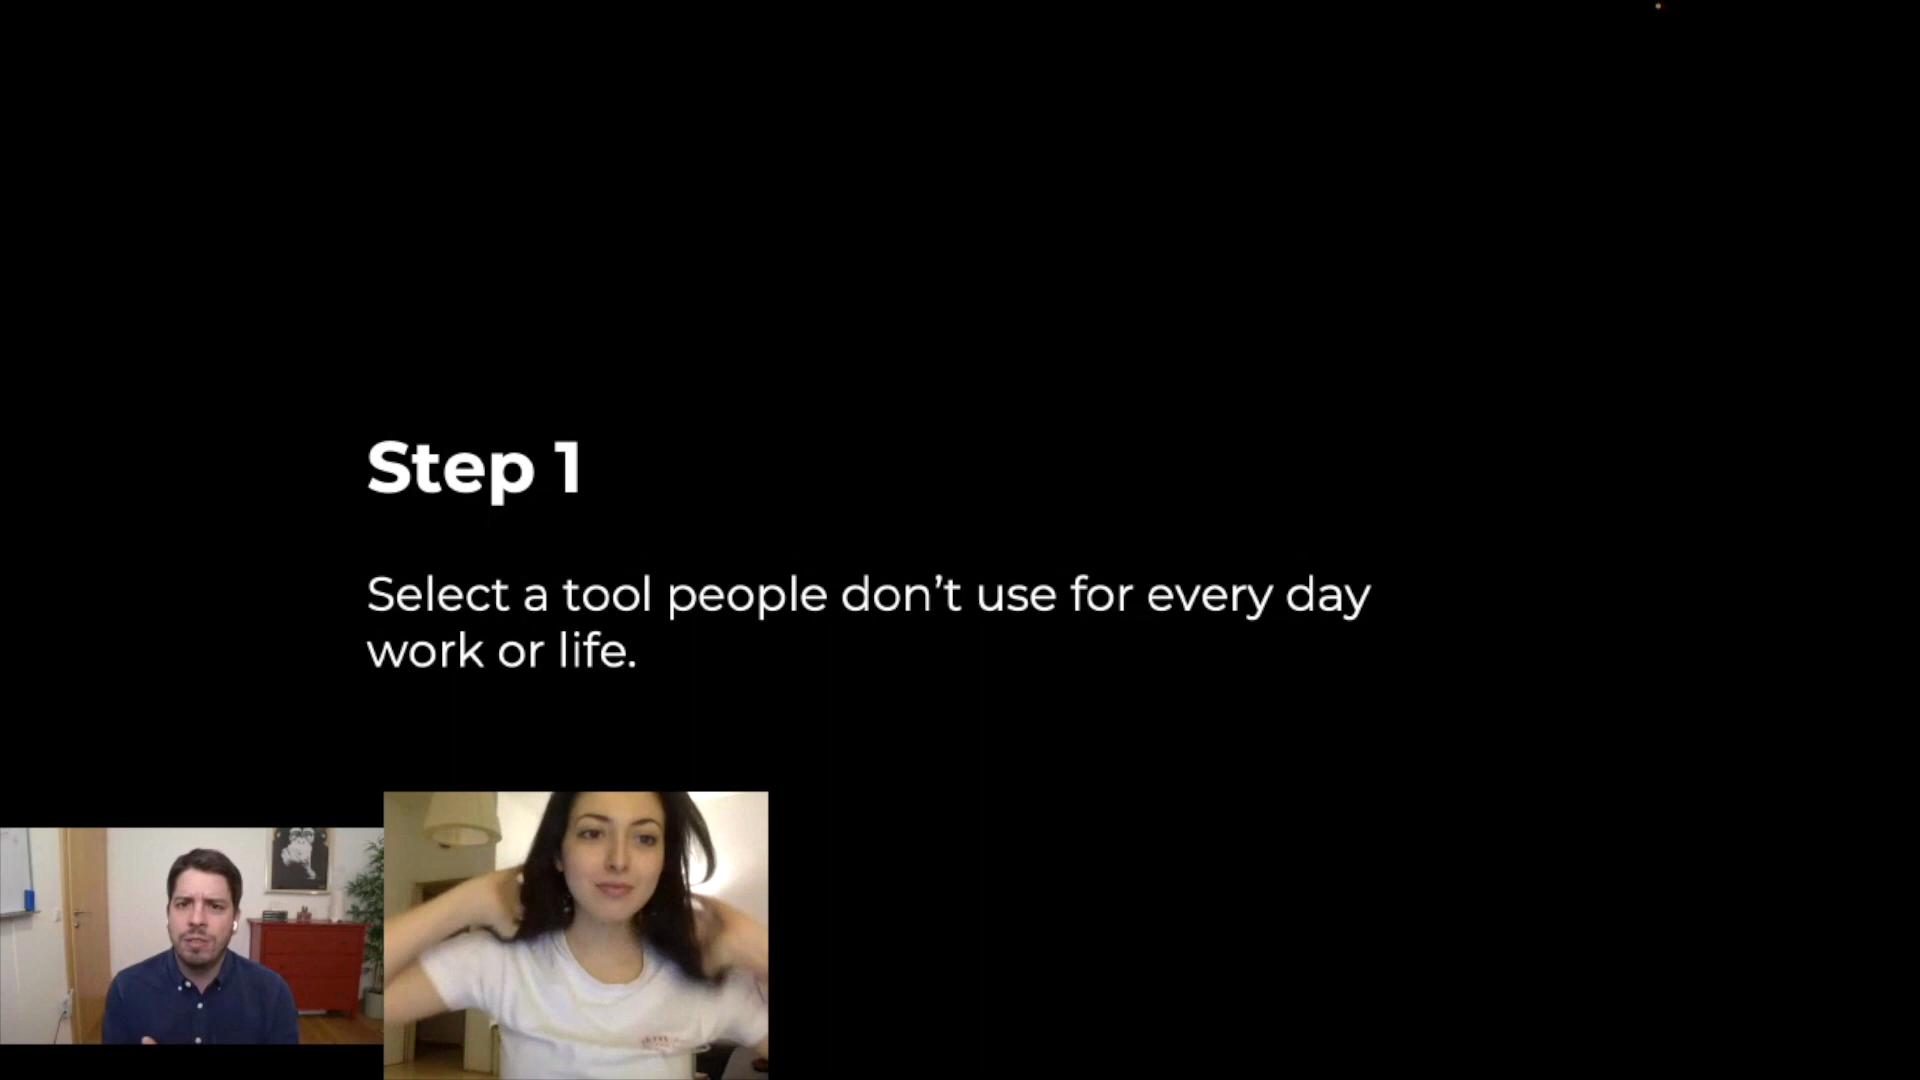 Step 1
Select a tool people don’t use for every day
work or life.